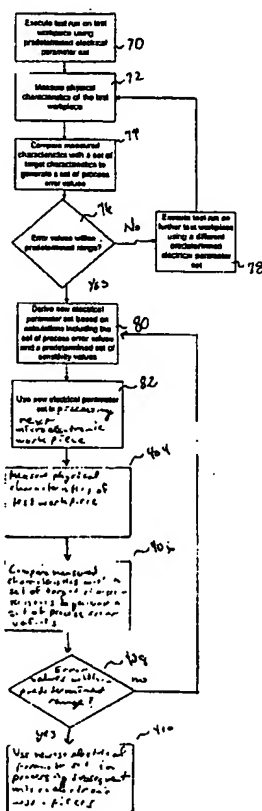 Execute test run on test
workpiece using
predetermined electrical
parameter set
70
72
Measure physical
characteristics of the test
workpiece
Compare measured
characteristics with a set of
target characteristics to
generate a set of process
error values
74
76
Error values within
predetermined range?
No
Execute test run on
further test workpiece
using a different
predetermined
electrical parameter
set
78
Yes
Derive new electrical
parameter set based on
calculations including the
set of process error values
and a predetermined set of
sensitivity values
80
82
Use new electrical parameter
set in processing
next
microelectronic
workpiece
404
Measured physical
characteristics of
test workpiece
Compare measured
characteristics with a
set of target
set of process error
values
Error
values within
predetermined
range?
no
yes
410
Use newest electrical
parameter set in
processing subsequent
microelectronic
workpieces